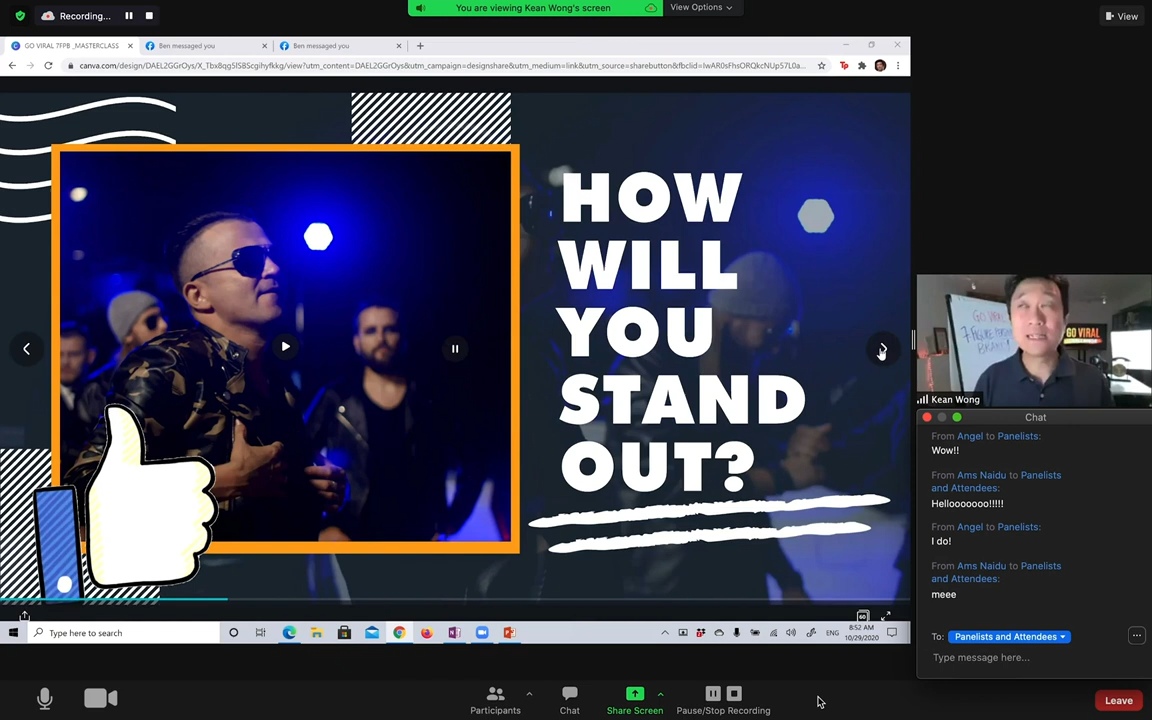 Recording...
You are viewing Kean Wong's screen
View Options
View
GO VIRAL 7FPB _MASTERCLASS
Ben messaged you
Ben messaged you
HOW
WILL
YOU
STAND
OUT?
GO VIRAL
Kean Wong
Chat
From Angel to Panelists:
Wow!!
From Ams Naidu to Panelists
and Attendees:
Hellooooooo!!!!!
From Angel to Panelists:
I do!
From Ams Naidu to Panelists
and Attendees:
meee
To: Panelists and Attendees
Type message here...
60
Type here to search
ENG
8:52 AM
10/29/2020
Participants
Chat
Share Screen
Pause/Stop Recording
Leave